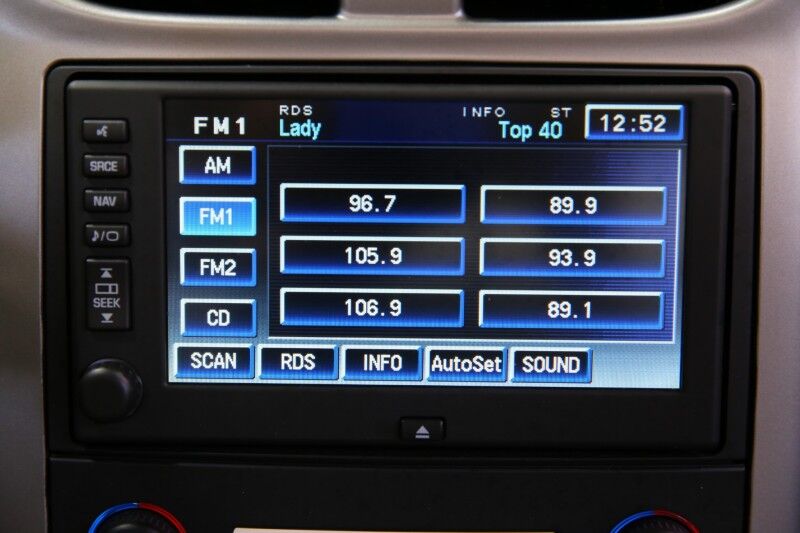 RDS INFO ST
FM1 Lady Top 40 12:52
SRCE AM
NAV FM1 96.7 89.9
FM2 105.9 93.9
SEEK CD 106.9 89.1
SCAN RDS INFO AutoSet SOUND